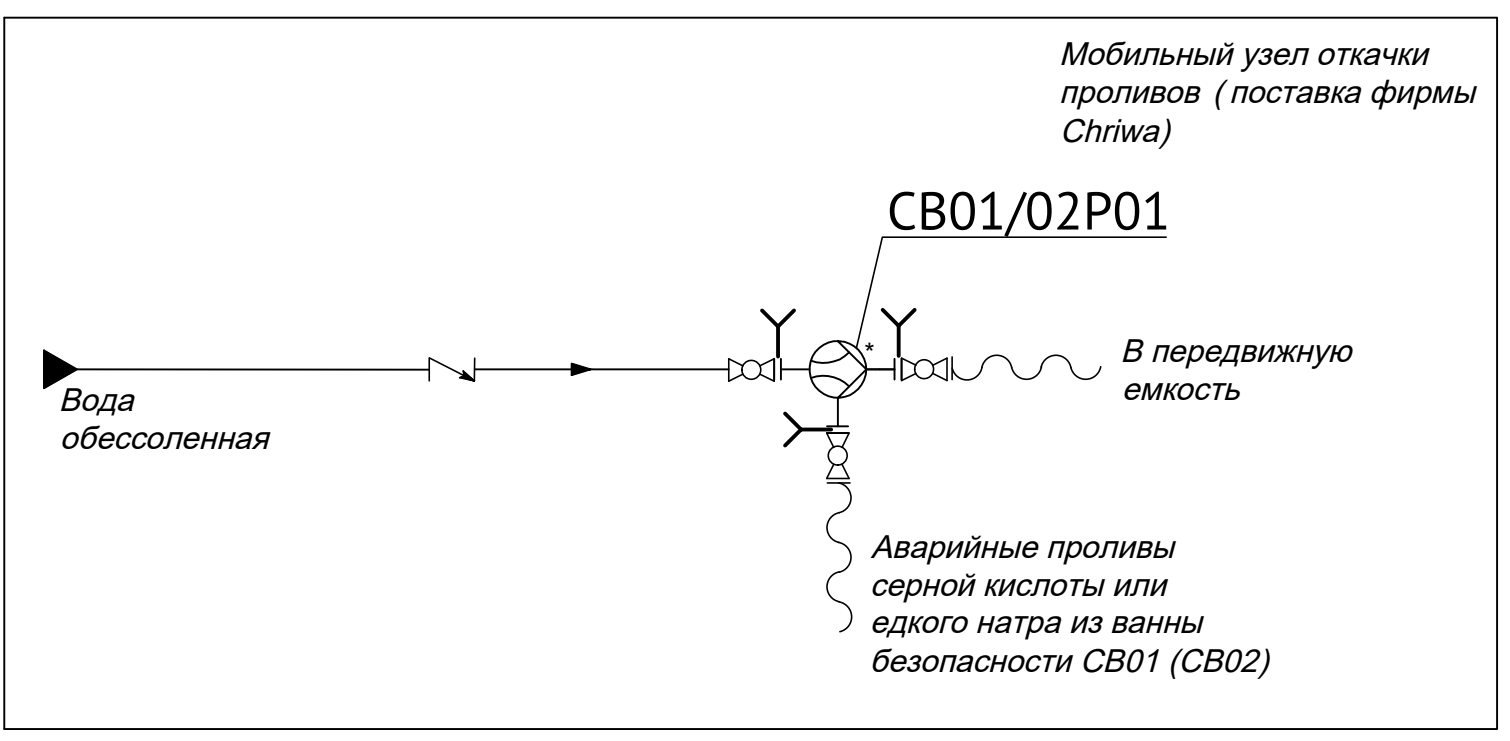 Мобильный узел откачки
проливов ( поставка фирмы
Chriwa)
CB01/02P01
*
В передвижную
емкость
Вода
обессоленная
Аварийные проливы
серной кислоты или
едкого натра из ванны
безопасности CB01 (CB02)